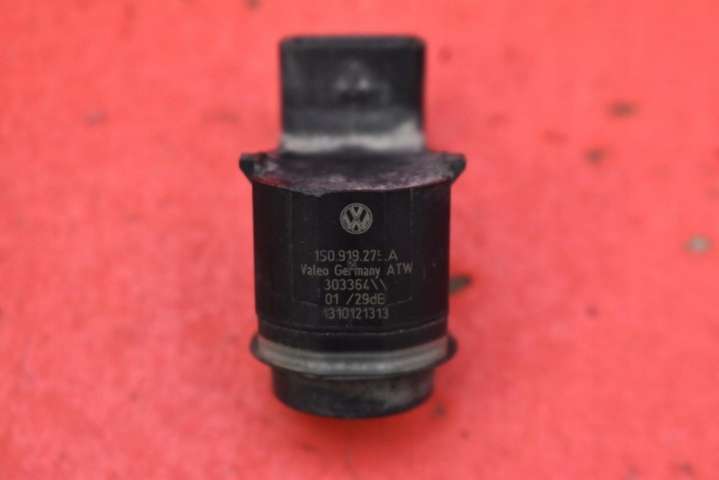 1S0.919.275.A
Valeo Germany ATW
303364\\
01 /29dB
1310121313